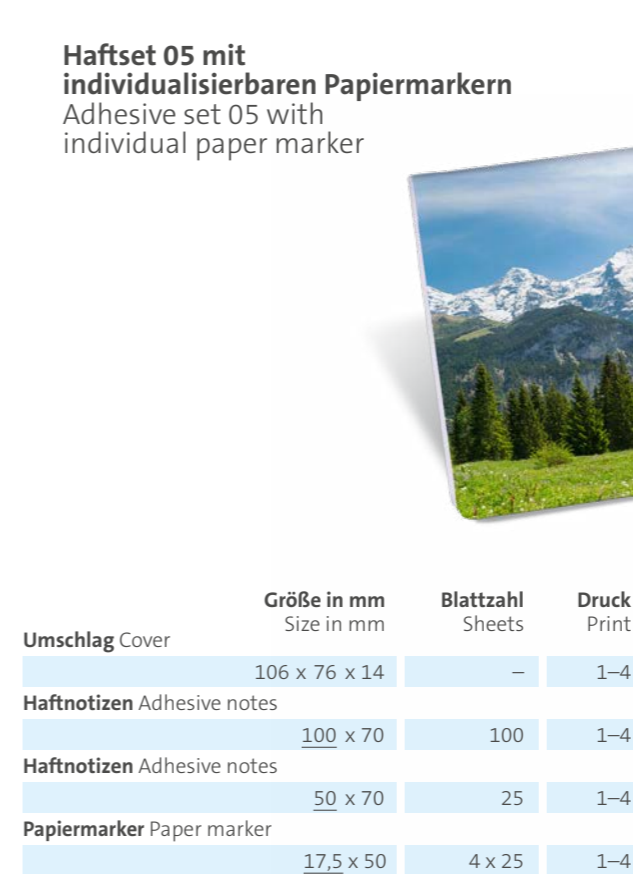 Haftset 05 mit
individualisierbaren Papiermarkern
Adhesive set 05 with
individual paper marker
Größe in mm Blattzahl Druck
Size in mm Sheets Print
Umschlag Cover
106 x 76 x 14 – 1–4
Haftnotizen Adhesive notes
100 x 70 100 1–4
Haftnotizen Adhesive notes
50 x 70 25 1–4
Papiermarker Paper marker
17,5 x 50 4 x 25 1–4